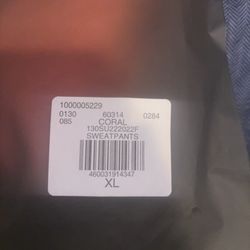 1000005229
0130 60314 0284
085 CORAL
130SU222022F
SWEATPANTS
460031914347
XL